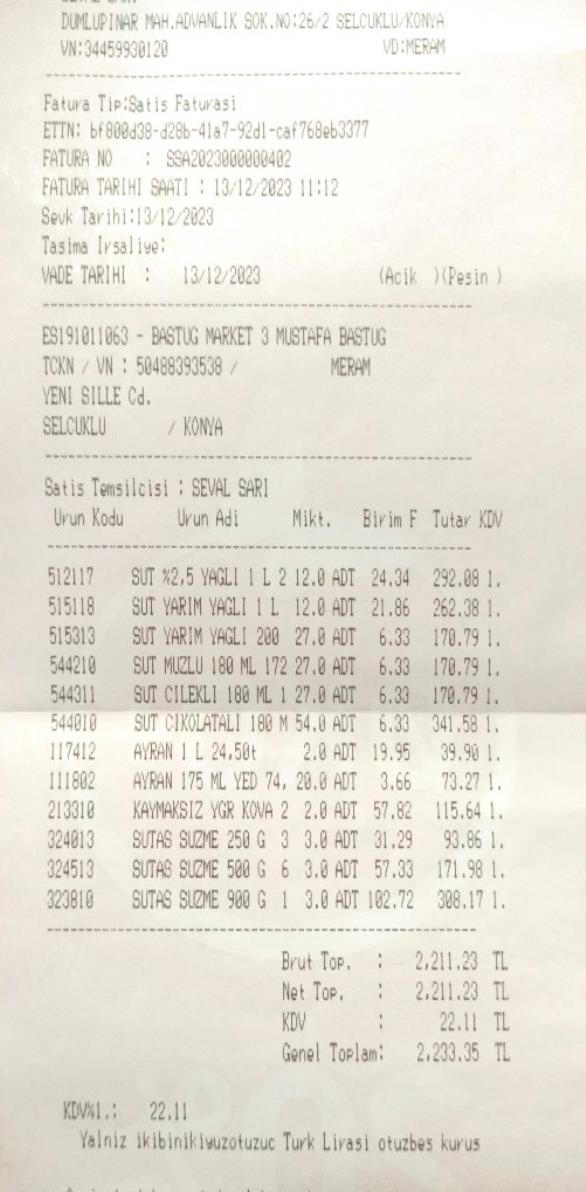 DUMLUPINAR MAH.ADVANLIK SOK.NO:26/2 SELCUKLU/KONYA
VN:34459930120 VD:MERAM
Fatura Tip:Satis Faturasi
ETTN: bf800d38-d28b-41a7-92d1-caf768eb3377
FATURA NO : SSA2023000000402
FATURA TARIHI SAATI : 13/12/2023 11:12
Sevk Tarihi:13/12/2023
Tasima Irsaliye:
VADE TARIHI : 13/12/2023 (Acik )(Pesin )
ES191011063 - BASTUG MARKET 3 MUSTAFA BASTUG
TCKN / VN : 50488393538 / MERAM
YENI SILLE Cd.
SELCUKLU / KONYA
Satis Temsilcisi : SEVAL SARI
Urun Kodu Urun Adi Mikt. Birim F Tutar KDV
512117 SUT %2,5 YAGLI 1 L 2 12.0 ADT 24.34 292.08 1.
515118 SUT YARIM YAGLI 1 L 12.0 ADT 21.86 262.38 1.
515313 SUT YARIM YAGLI 200 27.0 ADT 6.33 170.79 1.
544210 SUT MUZLU 180 ML 172 27.0 ADT 6.33 170.79 1.
544311 SUT CILEKLI 180 ML 1 27.0 ADT 6.33 170.79 1.
544010 SUT CIKOLATALI 180 M 54.0 ADT 6.33 341.58 1.
117412 AYRAN 1 L 24,50t 2.0 ADT 19.95 39.90 1.
111802 AYRAN 175 ML YED 74, 20.0 ADT 3.66 73.27 1.
213310 KAYMAKSIZ YGR KOVA 2 2.0 ADT 57.82 115.64 1.
324013 SUTAS SUZME 250 G 3 3.0 ADT 31.29 93.86 1.
324513 SUTAS SUZME 500 G 6 3.0 ADT 57.33 171.98 1.
323810 SUTAS SUZME 900 G 1 3.0 ADT 102.72 308.17 1.
Brut Top. : 2,211.23 TL
Net Top. : 2,211.23 TL
KDV : 22.11 TL
Genel Toplam: 2,233.35 TL
KDV%1.: 22.11
Yalniz ikibinikiyuzotuzuc Turk Lirasi otuzbes kurus